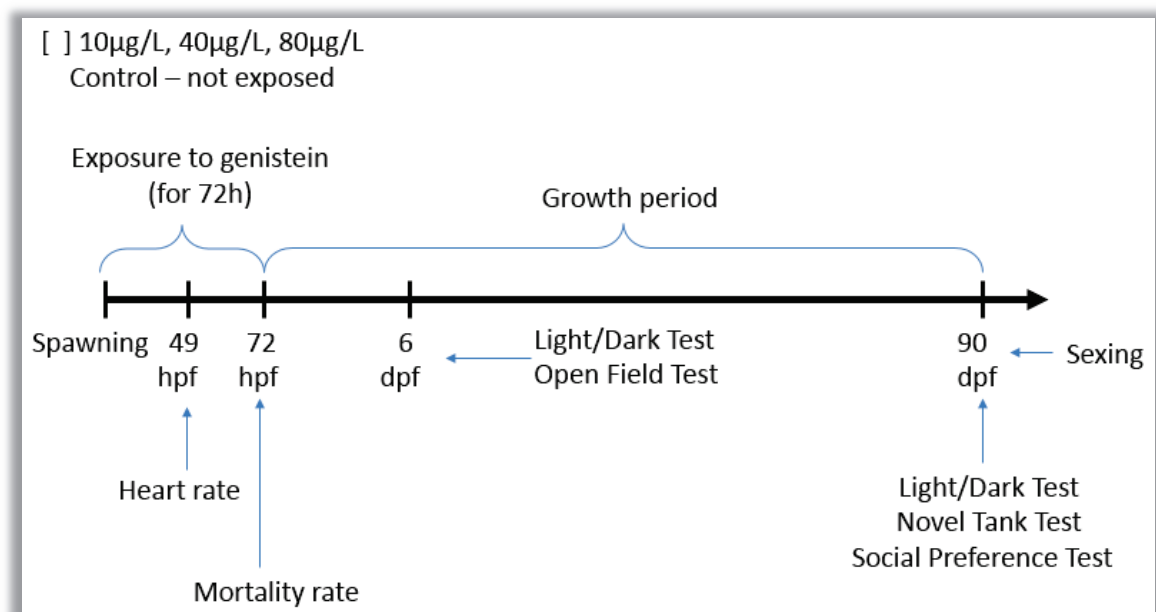 [ ] 10µg/L, 40µg/L, 80µg/L
Control – not exposed
Exposure to genistein
(for 72h)
Growth period
Spawning
49
hpf
72
hpf
6
dpf
Light/Dark Test
Open Field Test
90
dpf
Sexing
Heart rate
Mortality rate
Light/Dark Test
Novel Tank Test
Social Preference Test